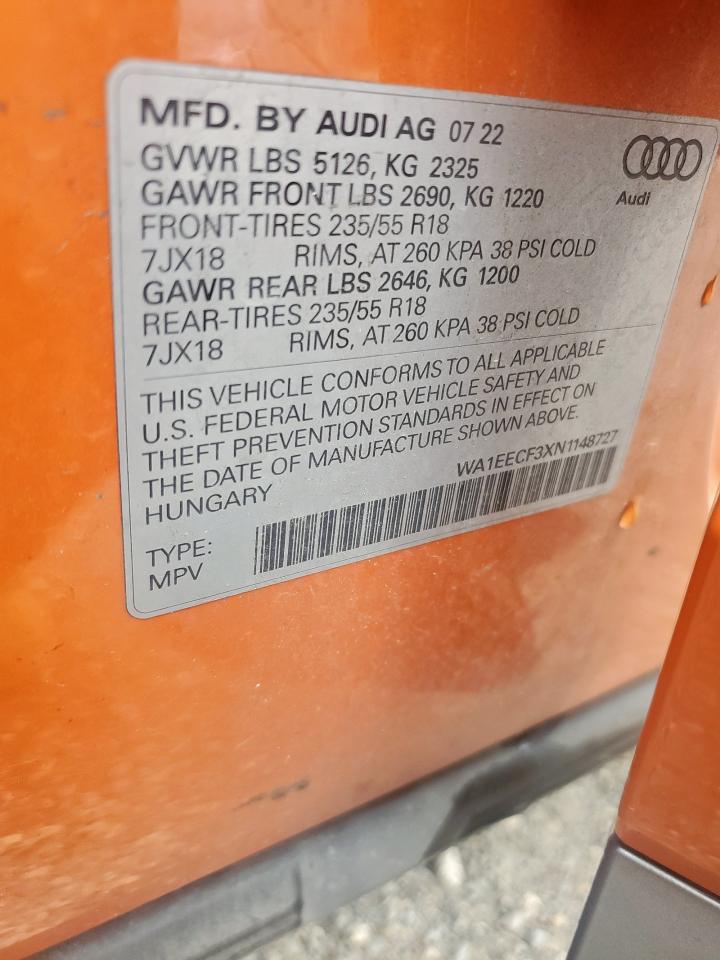 MFD. BY AUDI AG 07 22
GVWR LBS 5126, KG 2325
GAWR FRONT LBS 2690, KG 1220
FRONT-TIRES 235/55 R18
7JX18 RIMS, AT 260 KPA 38 PSI COLD
GAWR REAR LBS 2646, KG 1200
REAR-TIRES 235/55 R18
7JX18 RIMS, AT 260 KPA 38 PSI COLD
Audi
THIS VEHICLE CONFORMS TO ALL APPLICABLE
U.S. FEDERAL MOTOR VEHICLE SAFETY AND
THEFT PREVENTION STANDARDS IN EFFECT ON
THE DATE OF MANUFACTURE SHOWN ABOVE.
HUNGARY
WA1EECF3XN1148727
TYPE:
MPV